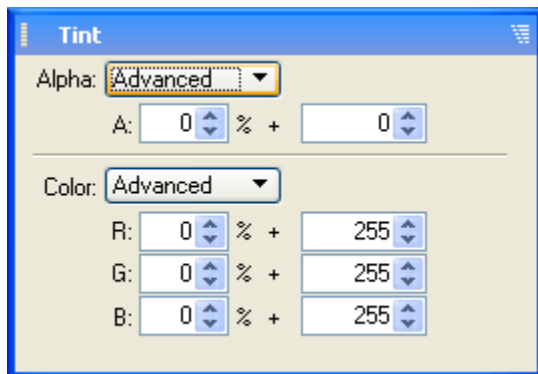 Tint
Alpha: Advanced
A: 0 % + 0
Color: Advanced
R: 0 % + 255
G: 0 % + 255
B: 0 % + 255